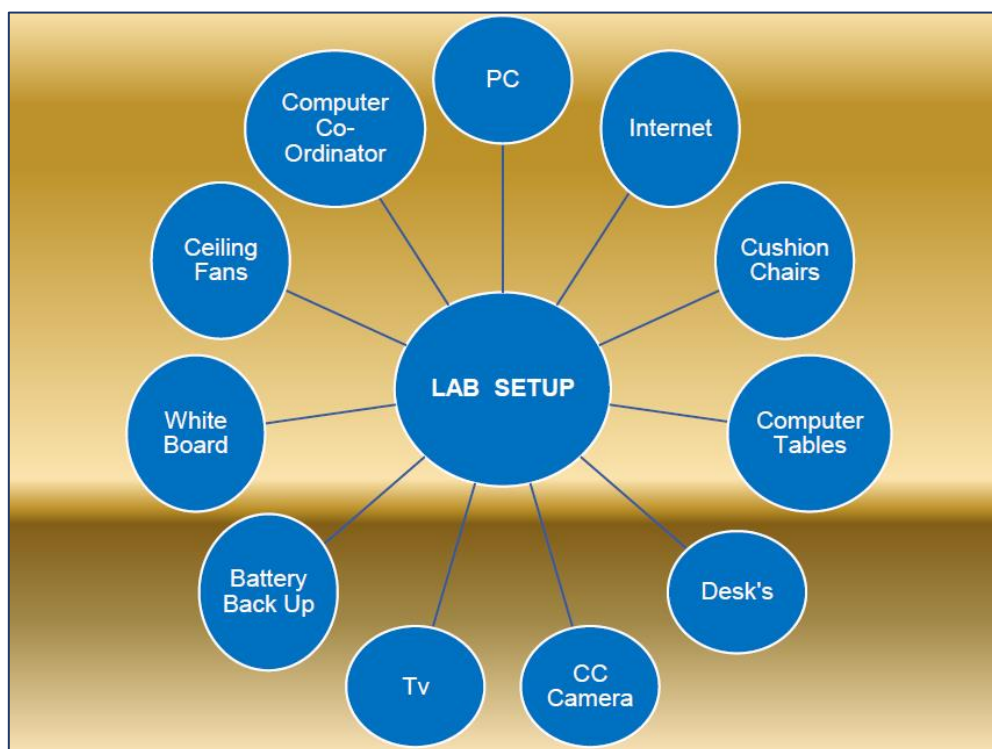 PC
Internet
Cushion
Chairs
Computer
Tables
Desk's
CC
Camera
Tv
Battery
Back Up
White
Board
Ceiling
Fans
Computer
Co-
Ordinator
LAB SETUP